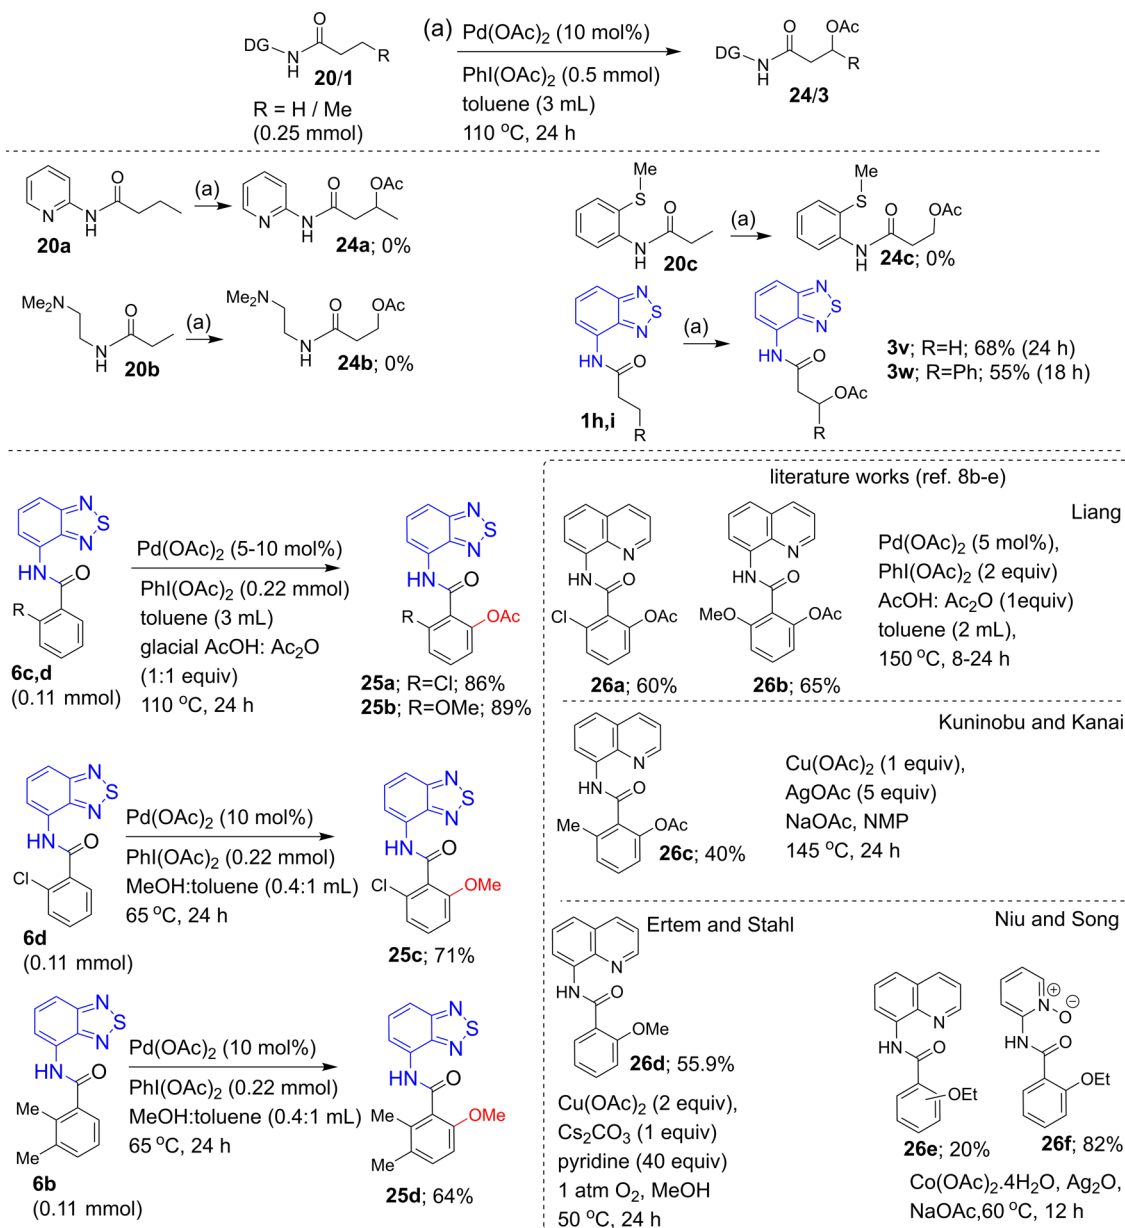 O
DG
N
H
R
20/1
R = H / Me
(0.25 mmol)
(a)
Pd(OAc)2 (10 mol%)
PhI(OAc)2 (0.5 mmol)
toluene (3 mL)
110 oC, 24 h
O
OAc
DG
N
H
R
24/3
O
N
N
H
20a
(a)
O
OAc
N
N
H
24a; 0%
Me
S
O
N
H
20c
(a)
Me
S
OAc
O
N
H
24c; 0%
Me2N
O
N
H
20b
(a)
Me2N
O
OAc
N
H
24b; 0%
N
S
N
HN
O
R
1h,i
(a)
N
S
N
HN
O
OAc
R
3v; R=H; 68% (24 h)
3w; R=Ph; 55% (18 h)
N
S
N
HN
O
R
6c,d
(0.11 mmol)
Pd(OAc)2 (5-10 mol%)
PhI(OAc)2 (0.22 mmol)
toluene (3 mL)
glacial AcOH: Ac2O
(1:1 equiv)
110 oC, 24 h
N
S
N
HN
O
R
OAc
25a; R=Cl; 86%
25b; R=OMe; 89%
N
S
N
HN
O
Cl
6d
(0.11 mmol)
Pd(OAc)2 (10 mol%)
PhI(OAc)2 (0.22 mmol)
MeOH:toluene (0.4:1 mL)
65 oC, 24 h
N
S
N
HN
O
Cl
OMe
25c; 71%
N
S
N
HN
O
Me
Me
6b
(0.11 mmol)
Pd(OAc)2 (10 mol%)
PhI(OAc)2 (0.22 mmol)
MeOH:toluene (0.4:1 mL)
65 oC, 24 h
N
S
N
HN
O
Me
OMe
Me
25d; 64%
literature works (ref. 8b-e)
Liang
N
HN
O
Cl
OAc
26a; 60%
N
HN
O
MeO
OAc
26b; 65%
Pd(OAc)2 (5 mol%),
PhI(OAc)2 (2 equiv)
AcOH: Ac2O (1equiv)
toluene (2 mL),
150 oC, 8-24 h
Kuninobu and Kanai
N
HN
O
Me
OAc
26c; 40%
Cu(OAc)2 (1 equiv),
AgOAc (5 equiv)
NaOAc, NMP
145 oC, 24 h
Ertem and Stahl
N
HN
O
OMe
26d; 55.9%
Cu(OAc)2 (2 equiv),
Cs2CO3 (1 equiv)
pyridine (40 equiv)
1 atm O2, MeOH
50 oC, 24 h
Niu and Song
N
HN
O
OEt
26e; 20%
N
+
O
⊖
HN
O
OEt
26f; 82%
Co(OAc)2.4H2O, Ag2O,
NaOAc,60 oC, 12 h